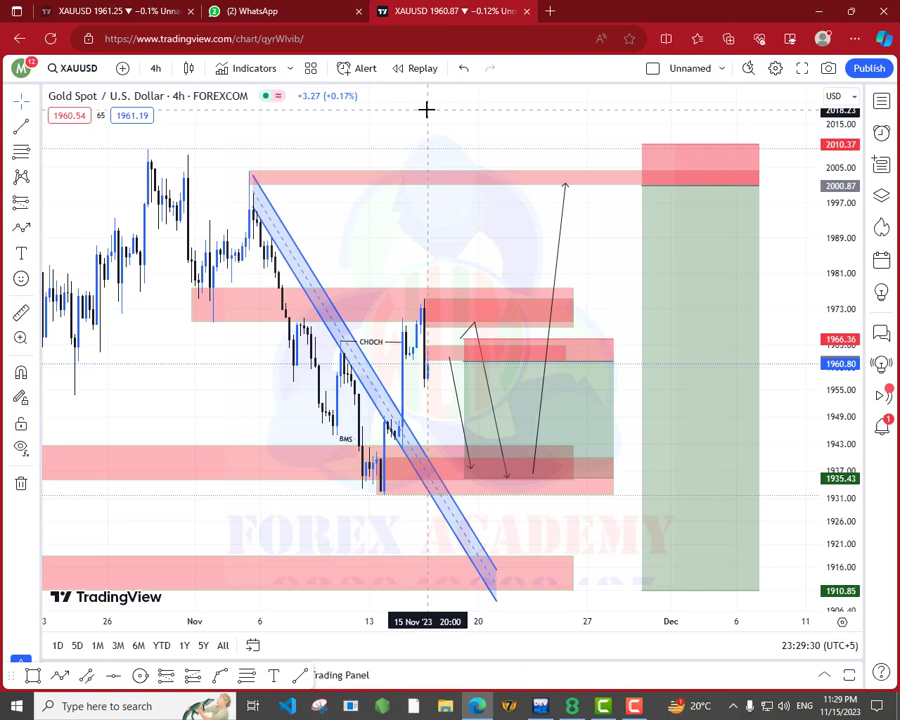 XAUUSD 1961.25 ▼ −0.1% Unna
(2) WhatsApp
XAUUSD 1960.87 ▼ −0.12% Unn
https://www.tradingview.com/chart/qyrWlvib/
M 12
XAUUSD
4h
Indicators
Alert
Replay
Unnamed
Publish
Gold Spot / U.S. Dollar · 4h · FOREXCOM
+3.27 (+0.17%)
USD
1960.54
65
1961.19
2018.23
2015.00
2010.37
2005.00
2000.87
1997.00
1989.00
1981.00
1973.00
1966.36
1960.80
1955.00
1949.00
1943.00
1937.00
1935.43
1931.00
1926.00
1921.00
1916.00
1910.85
1906.40
CHOCH
BMS
FOREX ACADEMY
TradingView
3
26
Nov
6
13
15 Nov '23 20:00
20
27
Dec
6
11
1D 5D 1M 3M 6M YTD 1Y 5Y All
23:29:30 (UTC+5)
Trading Panel
Type here to search
20°C
ENG
11:29 PM
11/15/2023